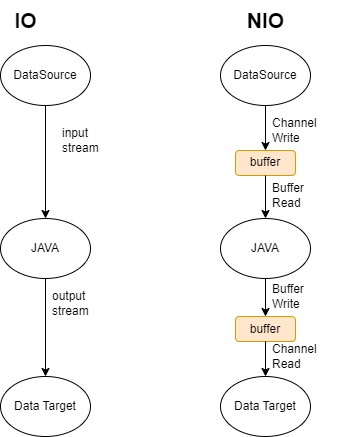 IO
DataSource
input
stream
JAVA
output
stream
Data Target
NIO
DataSource
Channel
Write
buffer
Buffer
Read
JAVA
Buffer
Write
buffer
Channel
Read
Data Target